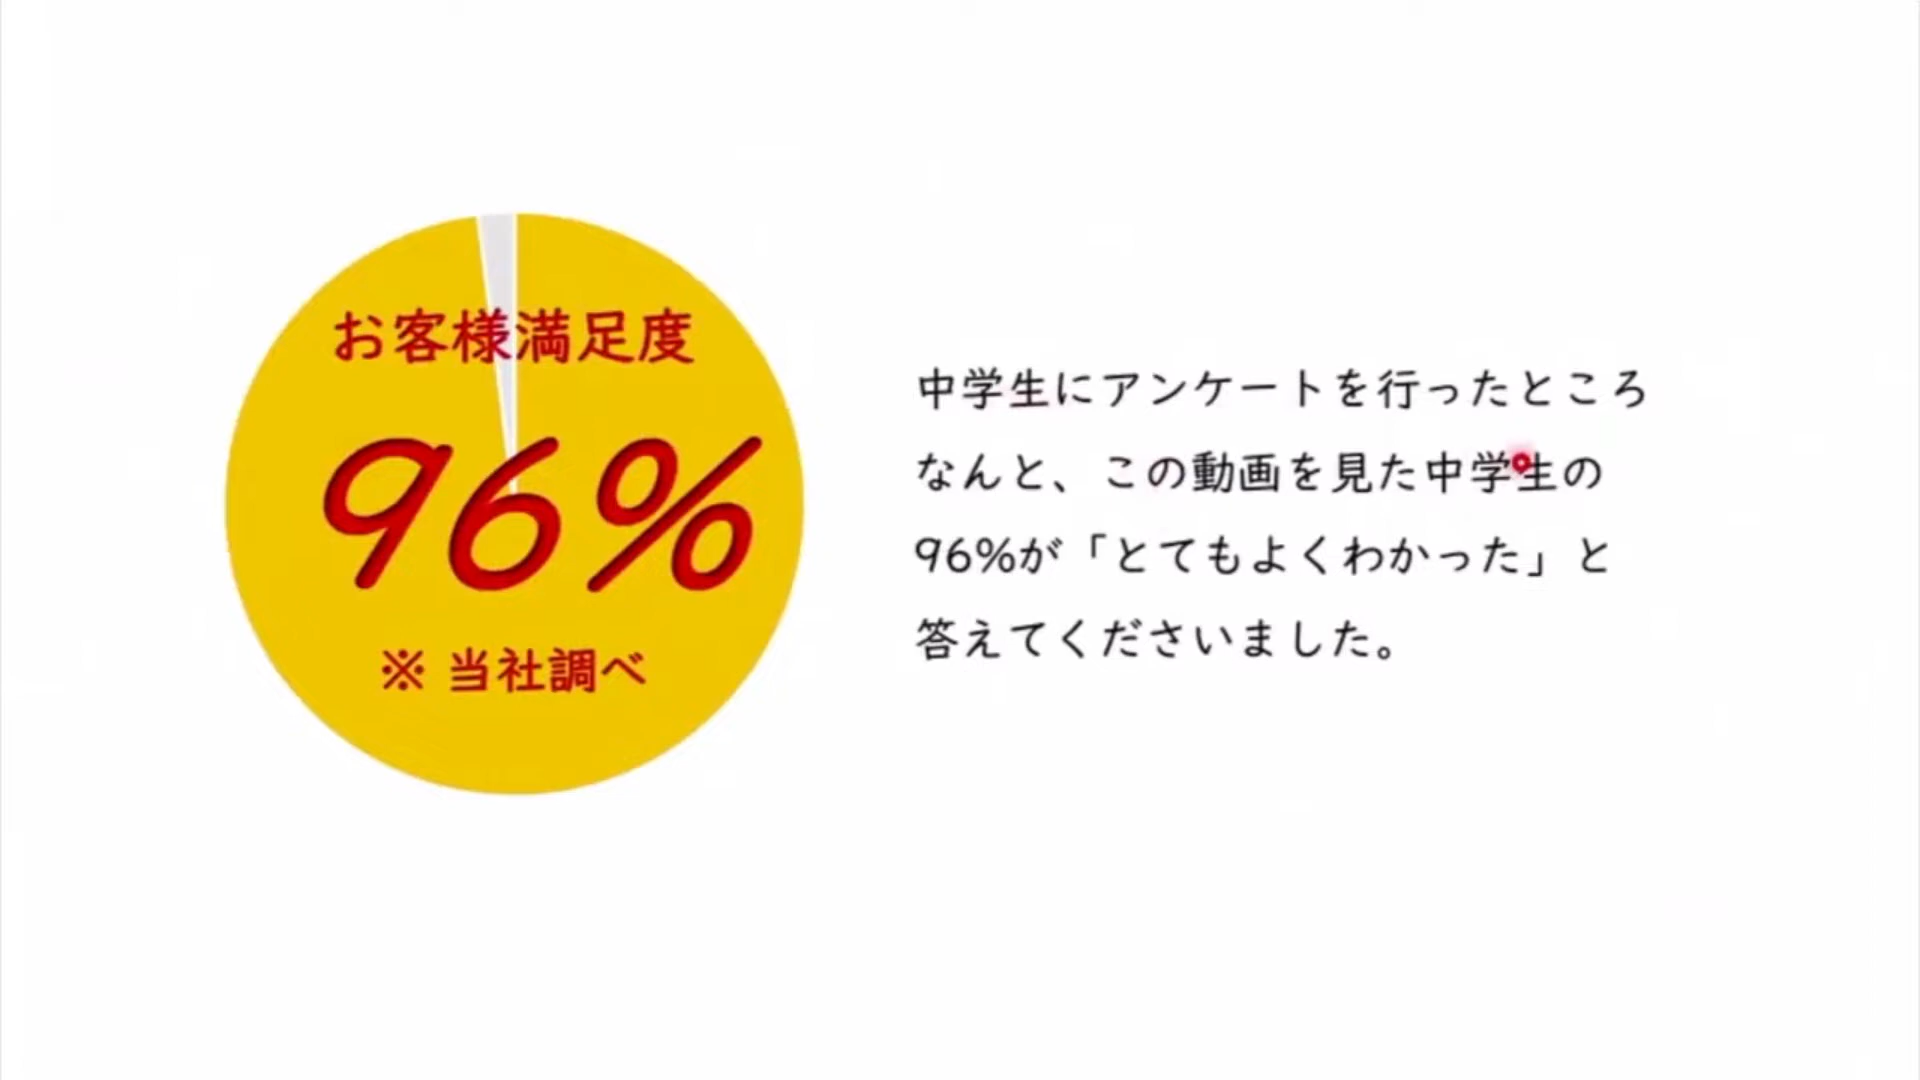 お客様満足度
96%
※ 当社調べ
中学生にアンケートを行ったところ
なんと、この動画を見た中学生の
96%が「とてもよくわかった」と
答えてくださいました。